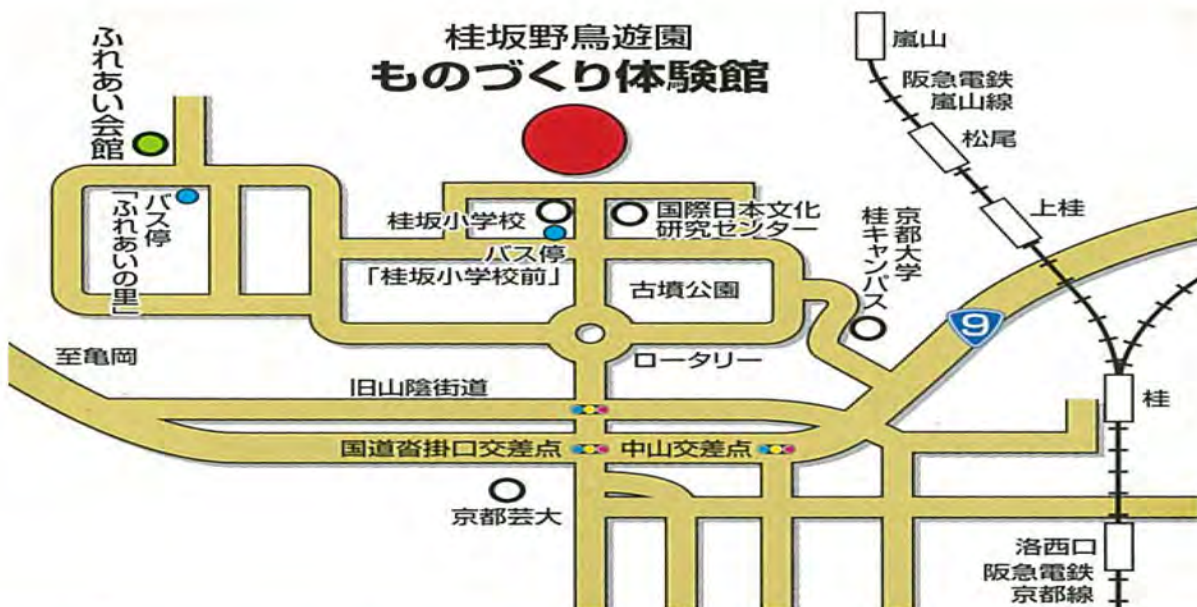 桂坂野鳥遊園
ものづくり体験館
ふれあい会館
バス停
「ふれあいの里」
桂坂小学校
バス停
「桂坂小学校前」
国際日本文化
研究センター
古墳公園
京都大学
桂キャンパス
嵐山
阪急電鉄
嵐山線
松尾
上桂
9
至亀岡
ロータリー
旧山陰街道
国道沓掛口交差点
中山交差点
京都芸大
桂
洛西口
阪急電鉄
京都線